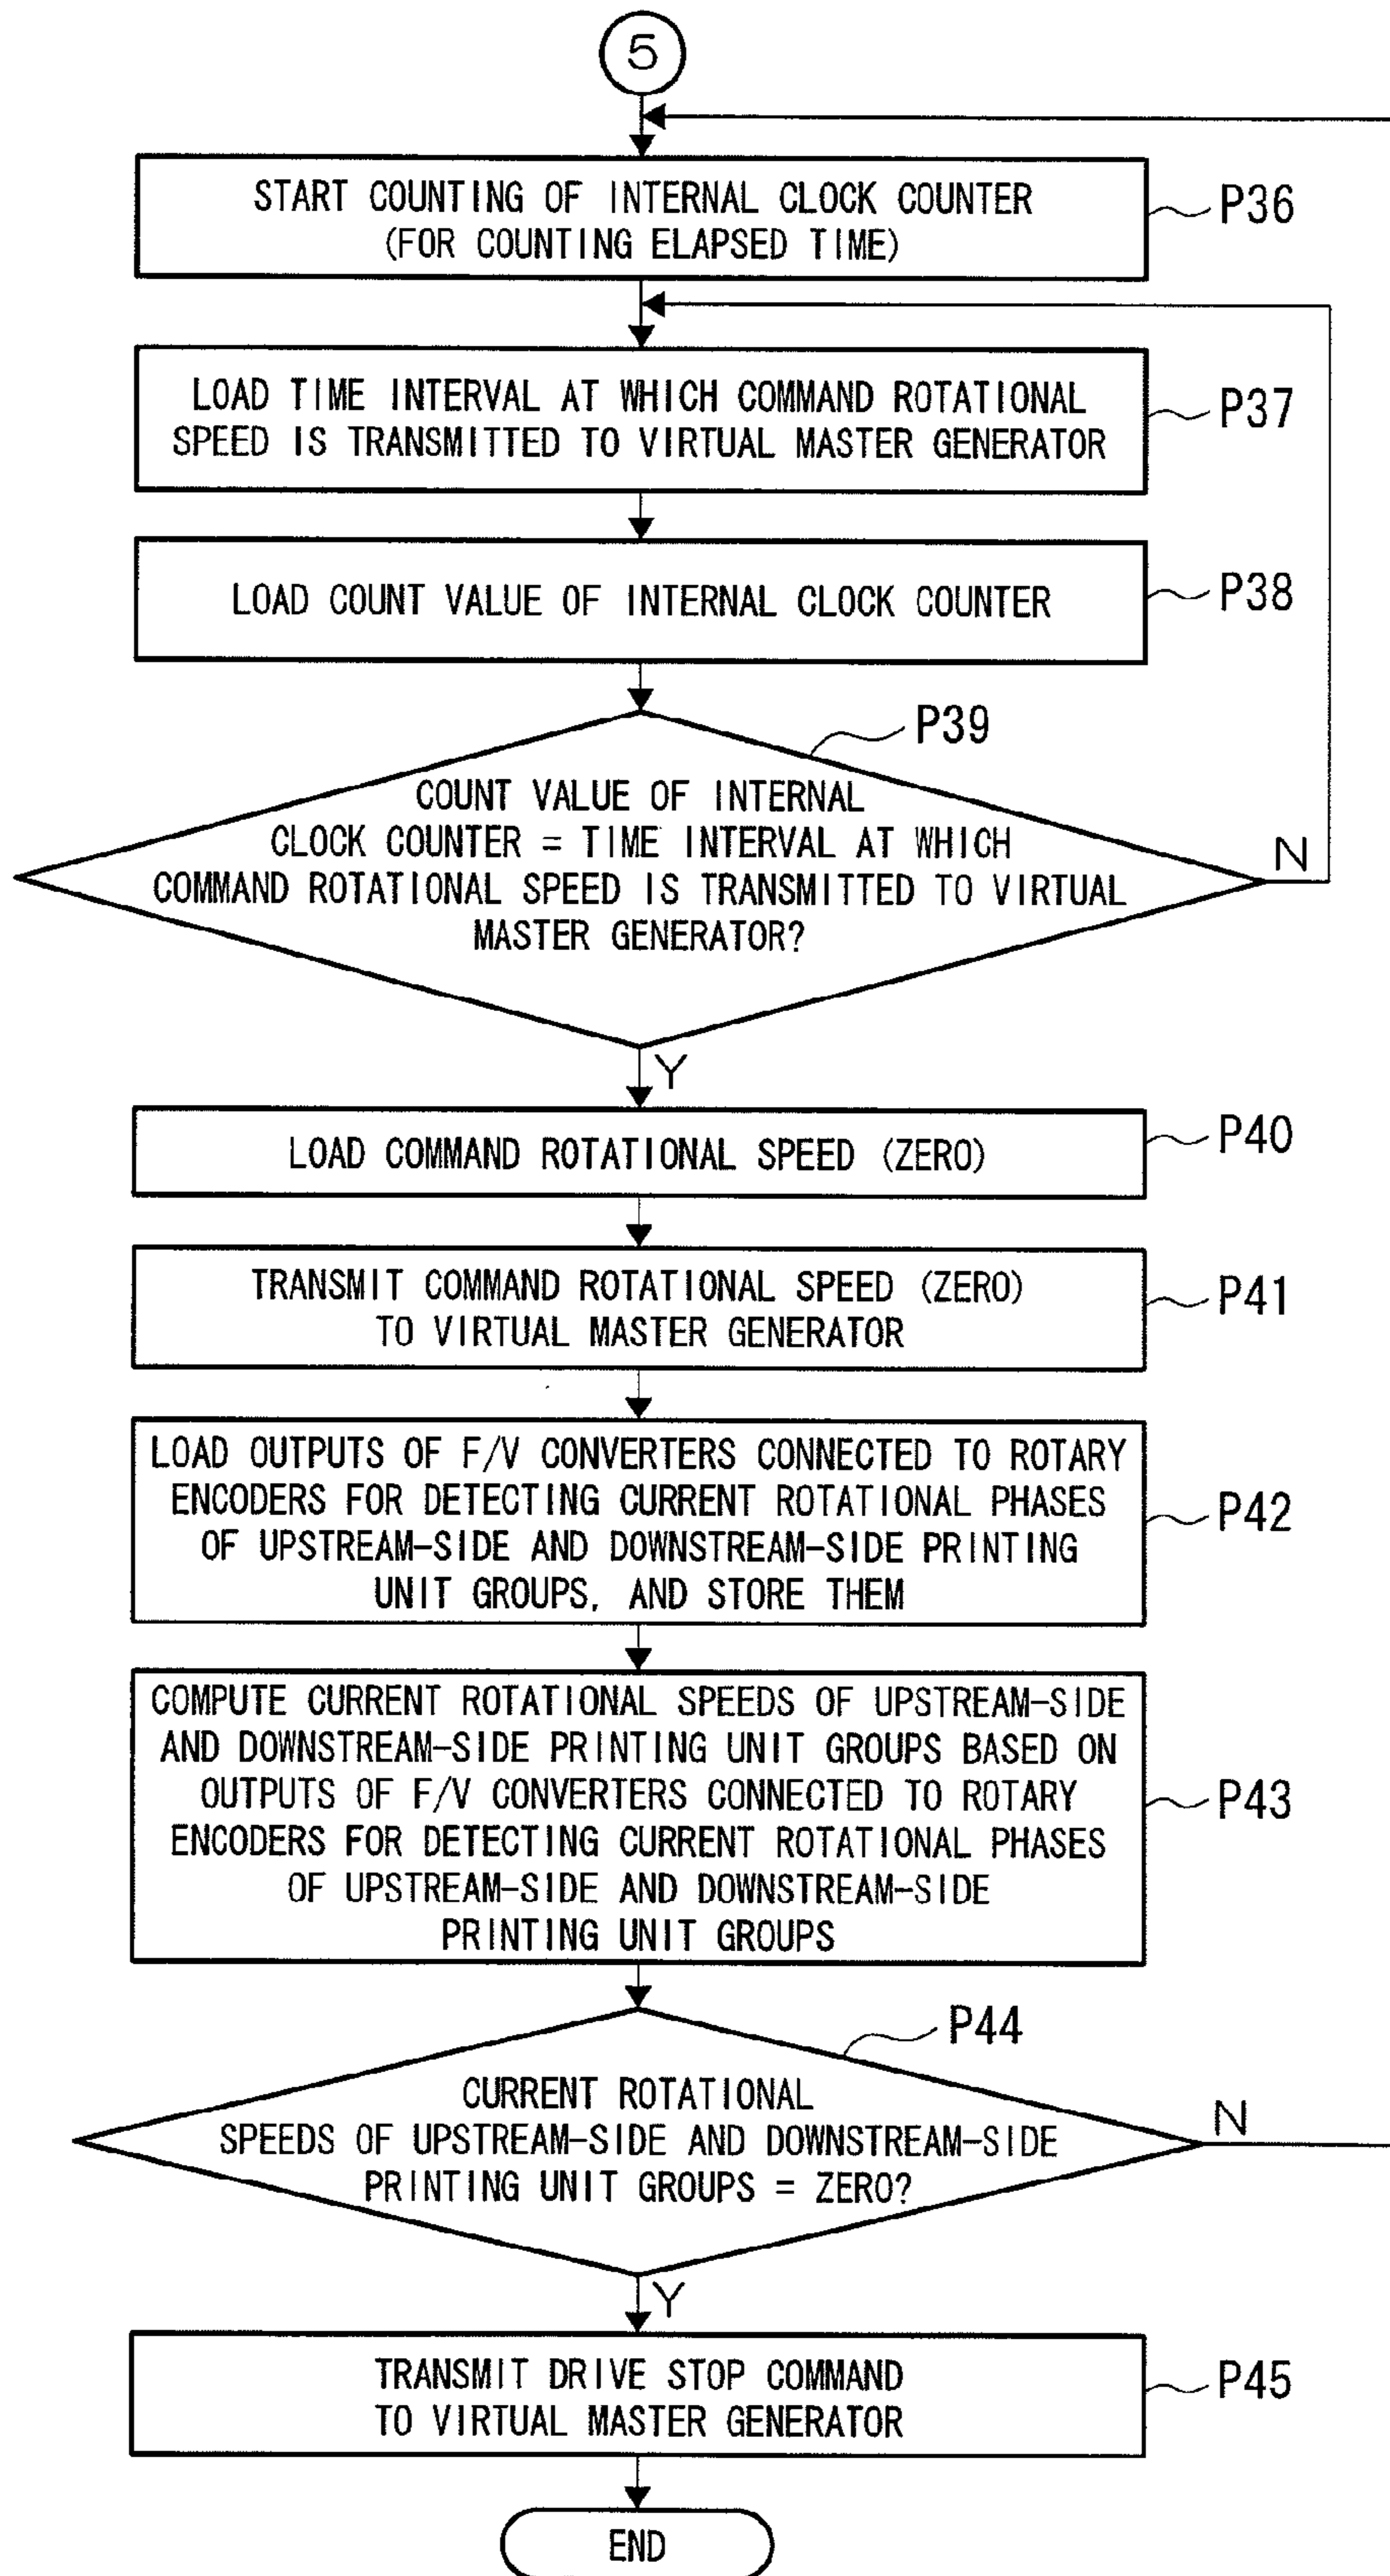 5
START COUNTING OF INTERNAL CLOCK COUNTER
(FOR COUNTING ELAPSED TIME)
P36
LOAD TIME INTERVAL AT WHICH COMMAND ROTATIONAL
SPEED IS TRANSMITTED TO VIRTUAL MASTER GENERATOR
P37
LOAD COUNT VALUE OF INTERNAL CLOCK COUNTER
P38
P39
COUNT VALUE OF INTERNAL
CLOCK COUNTER = TIME INTERVAL AT WHICH
COMMAND ROTATIONAL SPEED IS TRANSMITTED TO VIRTUAL
MASTER GENERATOR?
N
Y
LOAD COMMAND ROTATIONAL SPEED (ZERO)
P40
TRANSMIT COMMAND ROTATIONAL SPEED (ZERO)
TO VIRTUAL MASTER GENERATOR
P41
LOAD OUTPUTS OF F/V CONVERTERS CONNECTED TO ROTARY
ENCODERS FOR DETECTING CURRENT ROTATIONAL PHASES
OF UPSTREAM-SIDE AND DOWNSTREAM-SIDE PRINTING
UNIT GROUPS, AND STORE THEM
P42
COMPUTE CURRENT ROTATIONAL SPEEDS OF UPSTREAM-SIDE
AND DOWNSTREAM-SIDE PRINTING UNIT GROUPS BASED ON
OUTPUTS OF F/V CONVERTERS CONNECTED TO ROTARY
ENCODERS FOR DETECTING CURRENT ROTATIONAL PHASES
OF UPSTREAM-SIDE AND DOWNSTREAM-SIDE
PRINTING UNIT GROUPS
P43
P44
CURRENT ROTATIONAL
SPEEDS OF UPSTREAM-SIDE AND DOWNSTREAM-SIDE
PRINTING UNIT GROUPS = ZERO?
N
Y
TRANSMIT DRIVE STOP COMMAND
TO VIRTUAL MASTER GENERATOR
P45
END